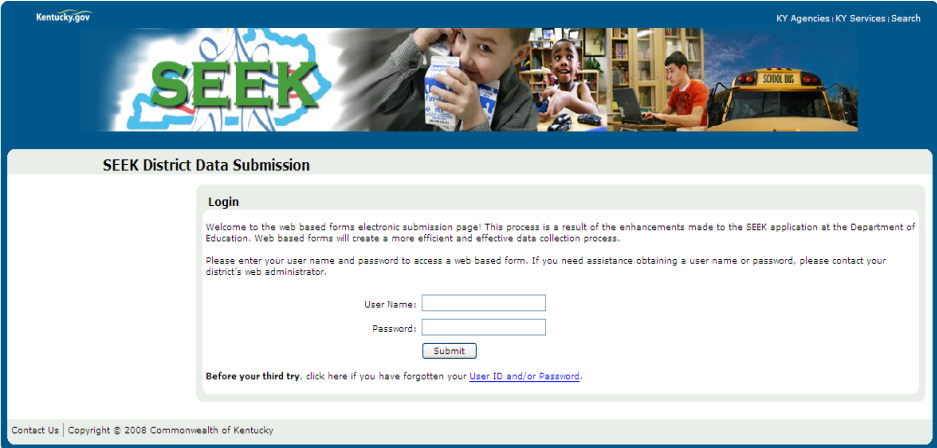 Kentucky.gov
KY Agencies | KY Services | Search
SEEK
SCHOOL BUS
SEEK District Data Submission
Login
Welcome to the web based forms electronic submission page! This process is a result of the enhancements made to the SEEK application at the Department of
Education. Web based forms will create a more efficient and effective data collection process.
Please enter your user name and password to access a web based form. If you need assistance obtaining a user name or password, please contact your
district's web administrator.
User Name:
Password:
Submit
Before your third try, click here if you have forgotten your User ID and/or Password.
Contact Us | Copyright © 2008 Commonwealth of Kentucky